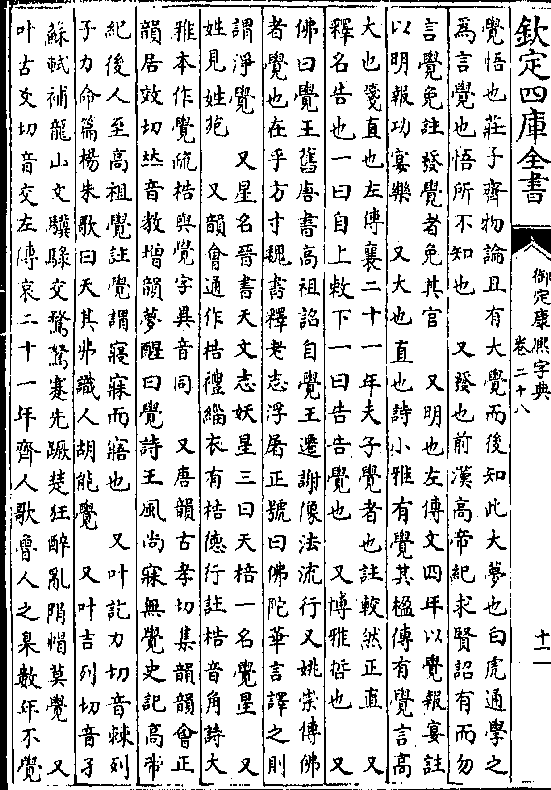 欽定四庫全書
御定康熙字典
卷二十八
十二
覺悟也莊子齊物論且有大覺而後知此大夢也白虎通學之
爲言覺也悟所不知也　又發也前漢高帝紀求賢詔有而勿
言覺免註發覺者免其官　又明也左傳文四年以覺報宴註
以明報功宴樂　又大也直也詩小雅有覺其楹傳有覺言高
大也箋直也左傳襄二十一年夫子覺者也註較然正直　又
釋名告也一曰自上敕下一曰告告覺也　又博雅哲也　又
佛曰覺王舊唐書高祖詔自覺王遷謝像法流行又姚崇傳佛
者覺也在乎方寸魏書釋老志浮屠正號曰佛陀華言譯之則
謂淨覺　又星名晉書天文志妖星三曰天棓一名覺星　又
姓見姓苑　又韻會通作梏禮緇衣有梏德行註梏音角詩大
雅本作覺疏梏與覺字異音同　又唐韻古孝切集韻韻會正
韻居效切𠀤音教增韻夢醒曰覺詩王風尚寐無覺史記高帝
紀後人至高祖覺註覺謂寢寐而寤也　又叶訖力切音棘列
子力命篇楊朱歌曰天其弗識人胡能覺　又叶吉列切音孑
蘇軾補龍山文驥騄交騖駑蹇先蹶楚狂醉亂隕帽莫覺　又
叶古爻切音交左傳哀二十一年齊人歌魯人之臯數年不覺